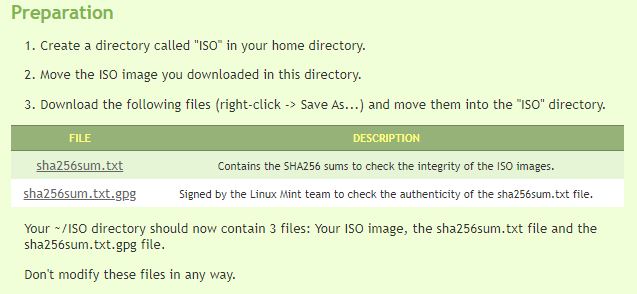 Preparation
1. Create a directory called "ISO" in your home directory.
2. Move the ISO image you downloaded in this directory.
3. Download the following files (right-click -> Save As...) and move them into the "ISO" directory.
FILE DESCRIPTION
sha256sum.txt Contains the SHA256 sums to check the integrity of the ISO images.
sha256sum.txt.gpg Signed by the Linux Mint team to check the authenticity of the sha256sum.txt file.
Your ~/ISO directory should now contain 3 files: Your ISO image, the sha256sum.txt file and the
sha256sum.txt.gpg file.
Don't modify these files in any way.